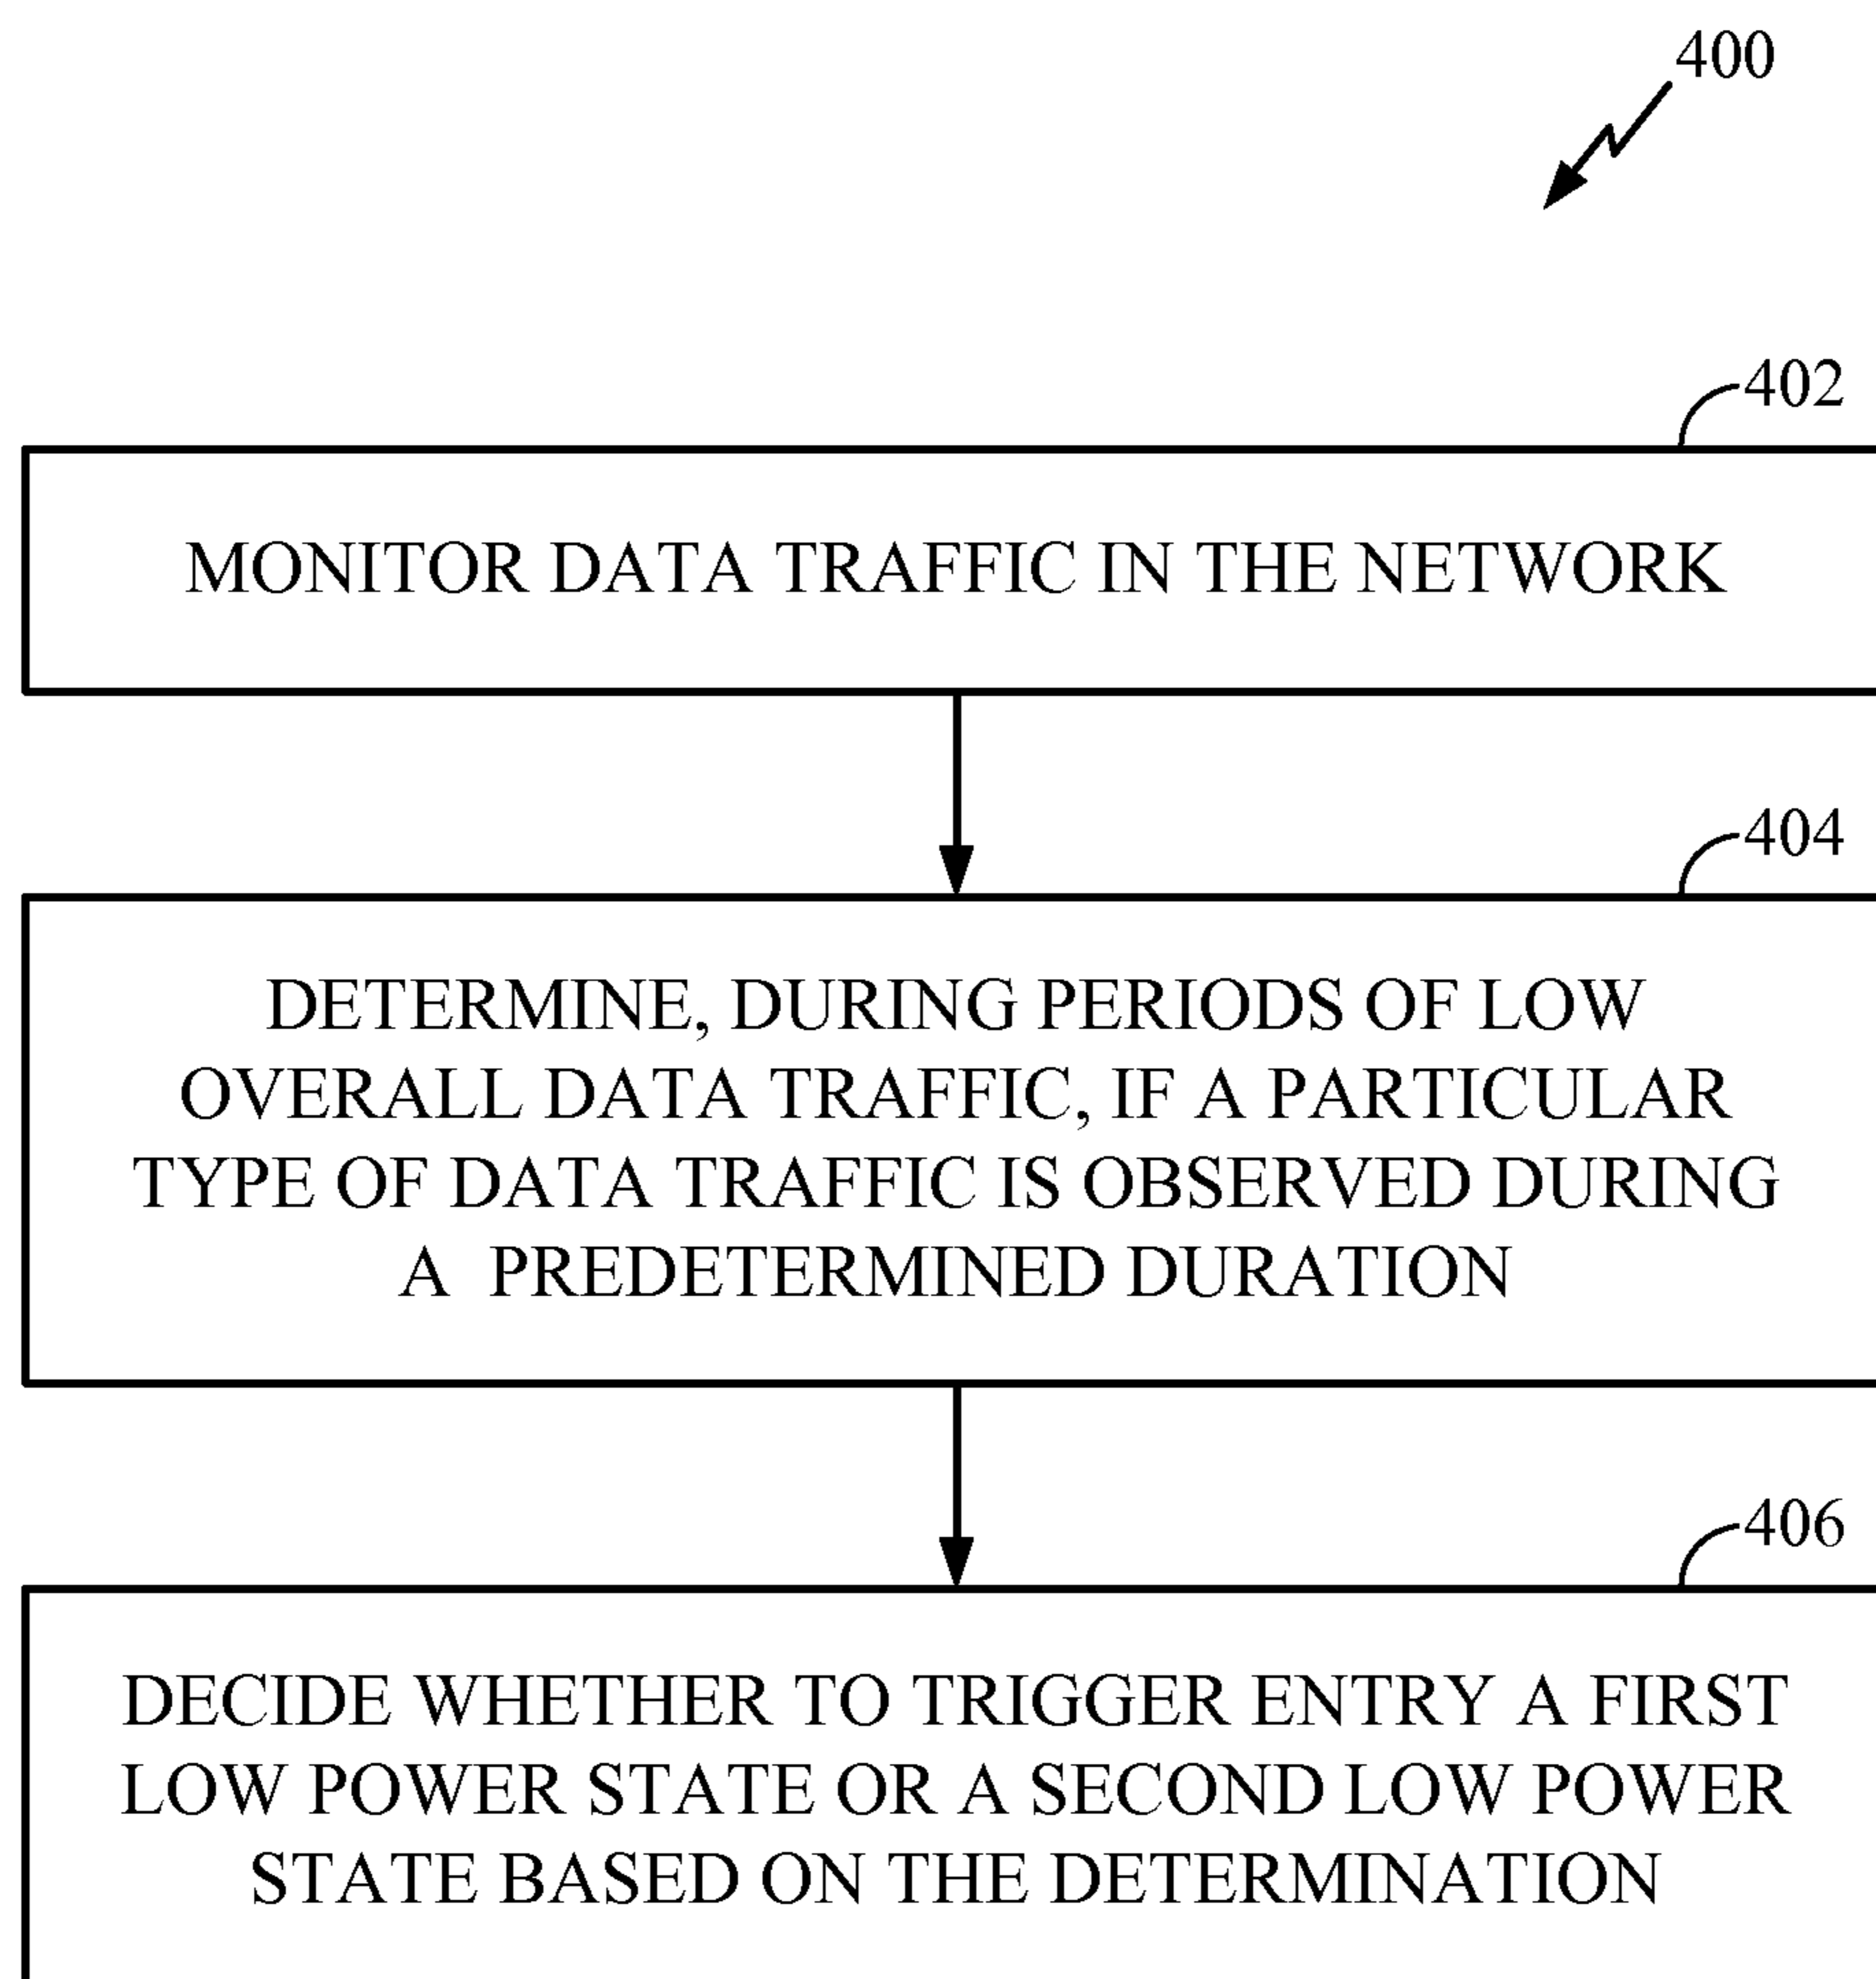 400
402
MONITOR DATA TRAFFIC IN THE NETWORK
404
DETERMINE, DURING PERIODS OF LOW
OVERALL DATA TRAFFIC, IF A PARTICULAR
TYPE OF DATA TRAFFIC IS OBSERVED DURING
A PREDETERMINED DURATION
406
DECIDE WHETHER TO TRIGGER ENTRY A FIRST
LOW POWER STATE OR A SECOND LOW POWER
STATE BASED ON THE DETERMINATION